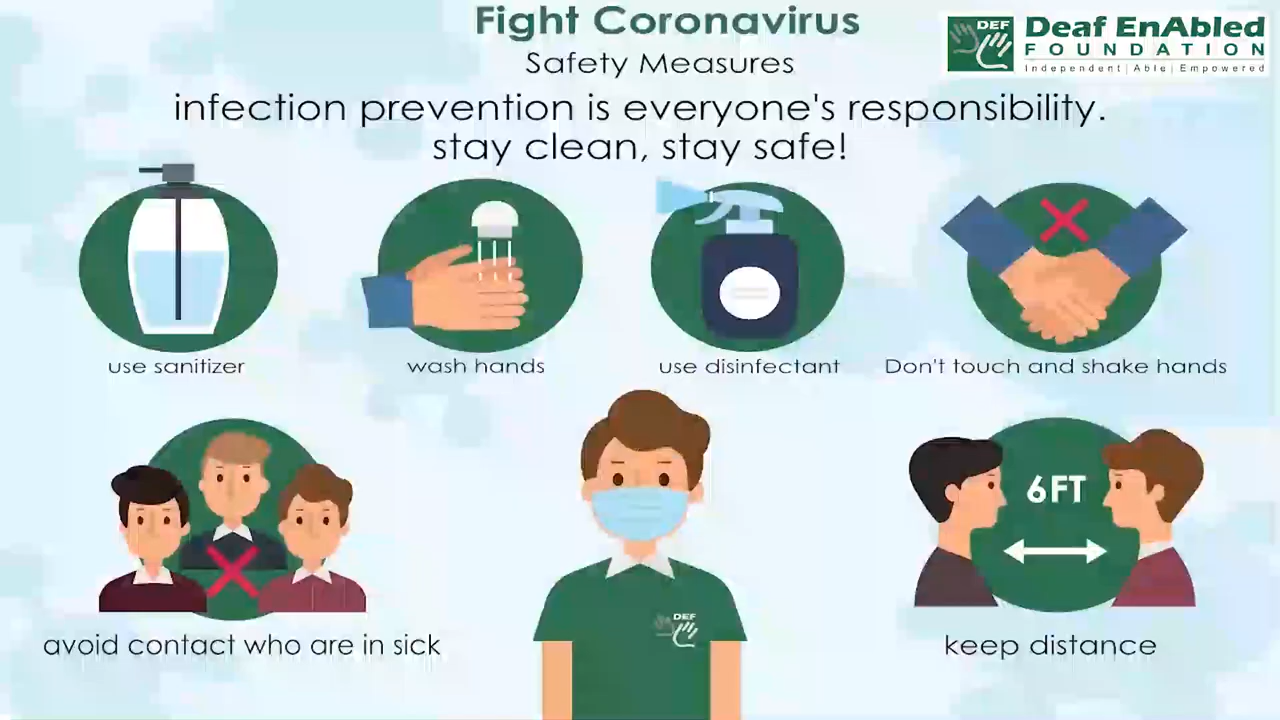 Fight Coronavirus
Safety Measures
DEF
Deaf EnAbled
FOUNDATION
Independent | Able | Empowered
infection prevention is everyone's responsibility.
stay clean, stay safe!
use sanitizer
wash hands
use disinfectant
Don't touch and shake hands
6FT
DEF
avoid contact who are in sick
keep distance